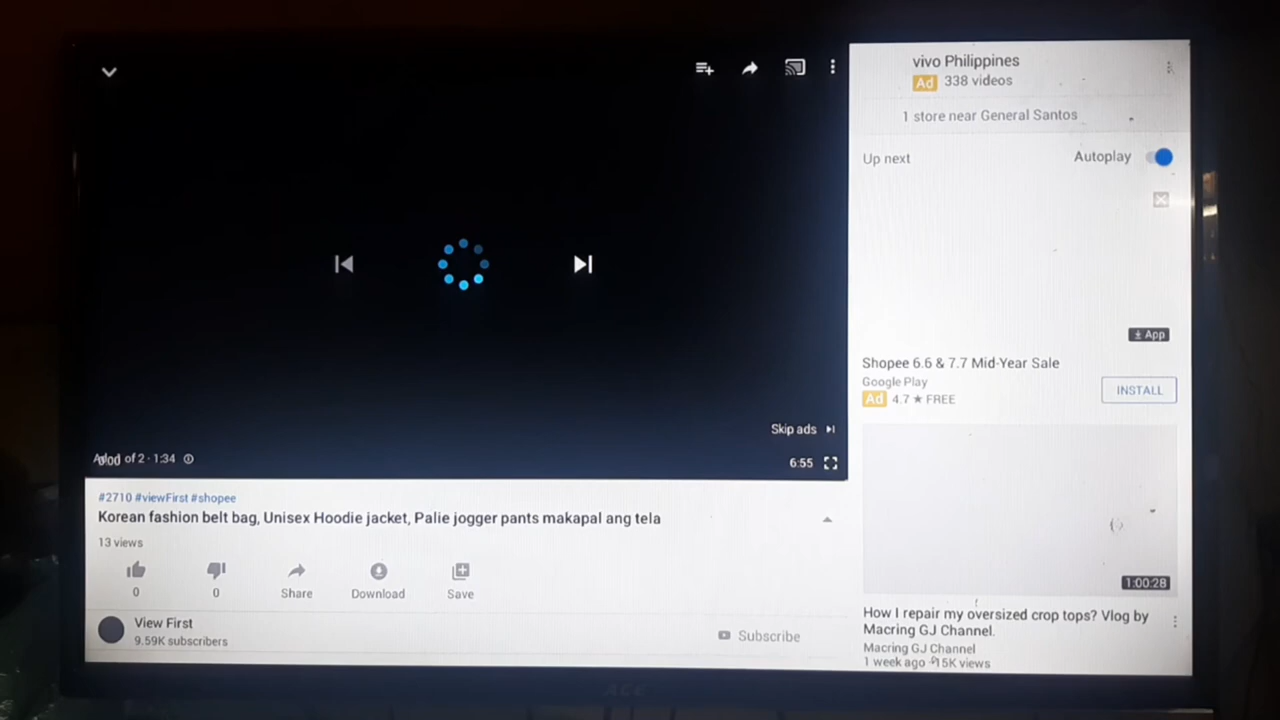 of 2 · 1:34
Skip ads
6:55
#2710 #viewFirst #shopee
Korean fashion belt bag, Unisex Hoodie jacket, Palie jogger pants makapal ang tela
13 views
0
0
Share
Download
Save
View First
9.59K subscribers
Subscribe
vivo Philippines
Ad 338 videos
1 store near General Santos
Up next
Autoplay
App
Shopee 6.6 & 7.7 Mid-Year Sale
Google Play
Ad 4.7 ★ FREE
INSTALL
1:00:28
How I repair my oversized crop tops? Vlog by
Macring GJ Channel.
Macring GJ Channel
1 week ago · 15K views